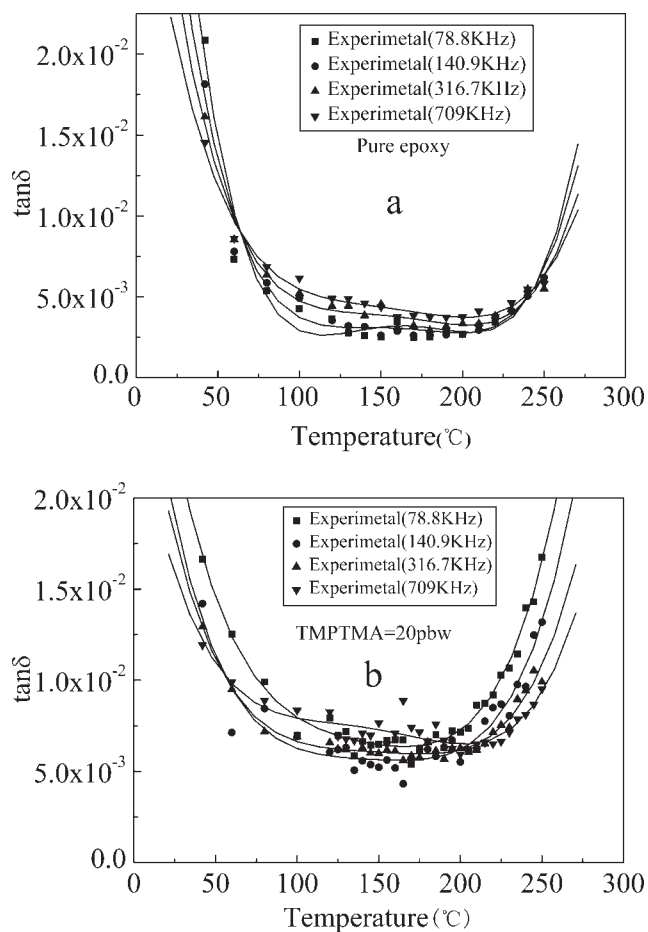 2.0x10⁻²
1.5x10⁻²
1.0x10⁻²
5.0x10⁻³
0.0
tanδ
Experimetal(78.8KHz)
Experimetal(140.9KHz)
Experimetal(316.7KHz)
Experimetal(709KHz)
Pure epoxy
a
0 50 100 150 200 250 300
Temperature(℃)
2.0x10⁻²
1.5x10⁻²
1.0x10⁻²
5.0x10⁻³
0.0
tanδ
Experimetal(78.8KHz)
Experimetal(140.9KHz)
Experimetal(316.7KHz)
Experimetal(709KHz)
TMPTMA=20pbw
b
0 50 100 150 200 250 300
Temperature(℃)